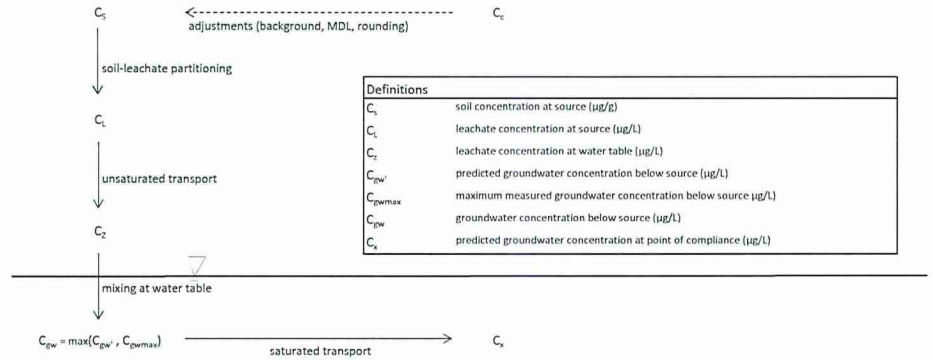 Cs adjustments (background, MDL, rounding) Cc
soil-leachate partitioning
CL
unsaturated transport
Cz
mixing at water table
Cgw = max(Cgw' , Cgwmax) saturated transport Cx
Definitions
Cs soil concentration at source (µg/g)
CL leachate concentration at source (µg/L)
Cz leachate concentration at water table (µg/L)
Cgw' predicted groundwater concentration below source (µg/L)
Cgwmax maximum measured groundwater concentration below source µg/L)
Cgw groundwater concentration below source (µg/L)
Cx predicted groundwater concentration at point of compliance (µg/L)